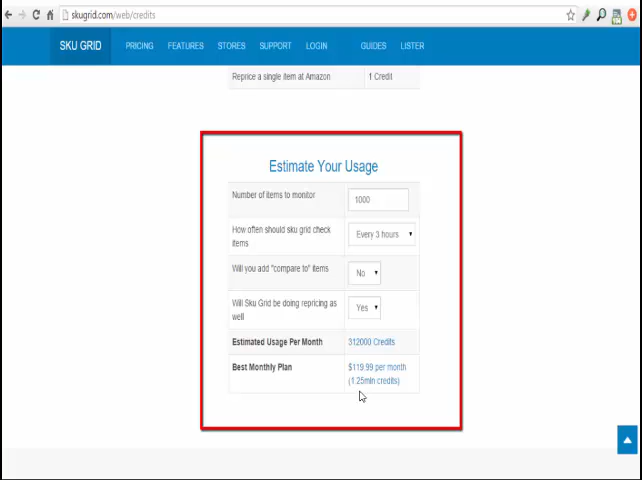 skugrid.com/web/credits
SKU GRID PRICING FEATURES STORES SUPPORT LOGIN GUIDES LISTER
Reprice a single item at Amazon 1 Credit
Estimate Your Usage
Number of items to monitor 1000
How often should sku grid check
items
Every 3 hours
Will you add "compare to" items No
Will Sku Grid be doing repricing as
well
Yes
Estimated Usage Per Month 312000 Credits
Best Monthly Plan $119.99 per month
(1.25mln credits)